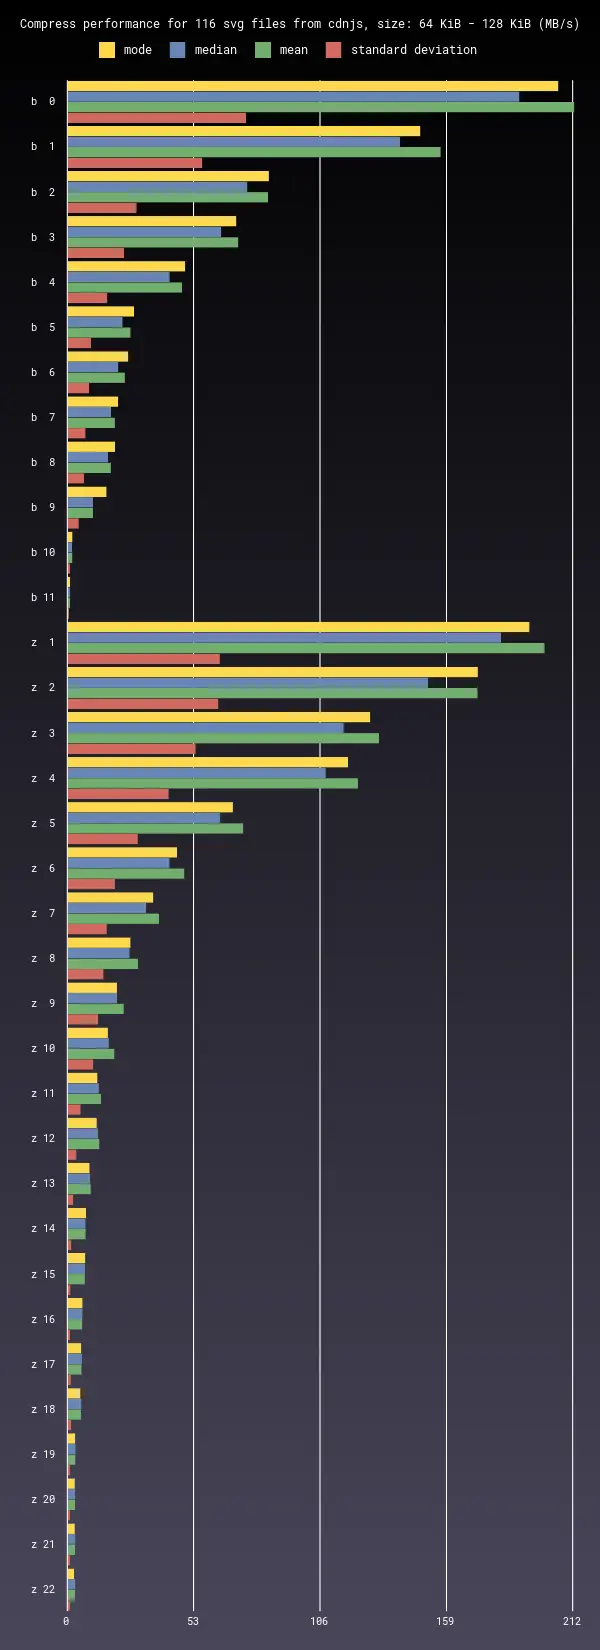 Compress performance for 116 svg files from cdnjs, size: 64 KiB - 128 KiB (MB/s)
mode median mean standard deviation
b 0
b 1
b 2
b 3
b 4
b 5
b 6
b 7
b 8
b 9
b 10
b 11
z 1
z 2
z 3
z 4
z 5
z 6
z 7
z 8
z 9
z 10
z 11
z 12
z 13
z 14
z 15
z 16
z 17
z 18
z 19
z 20
z 21
z 22
0 53 106 159 212